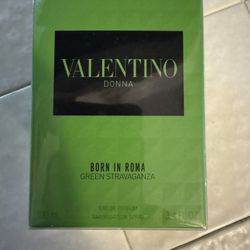 VALENTINO
DONNA
BORN IN ROMA
GREEN STRAVAGANZA
EAU DE PARFUM